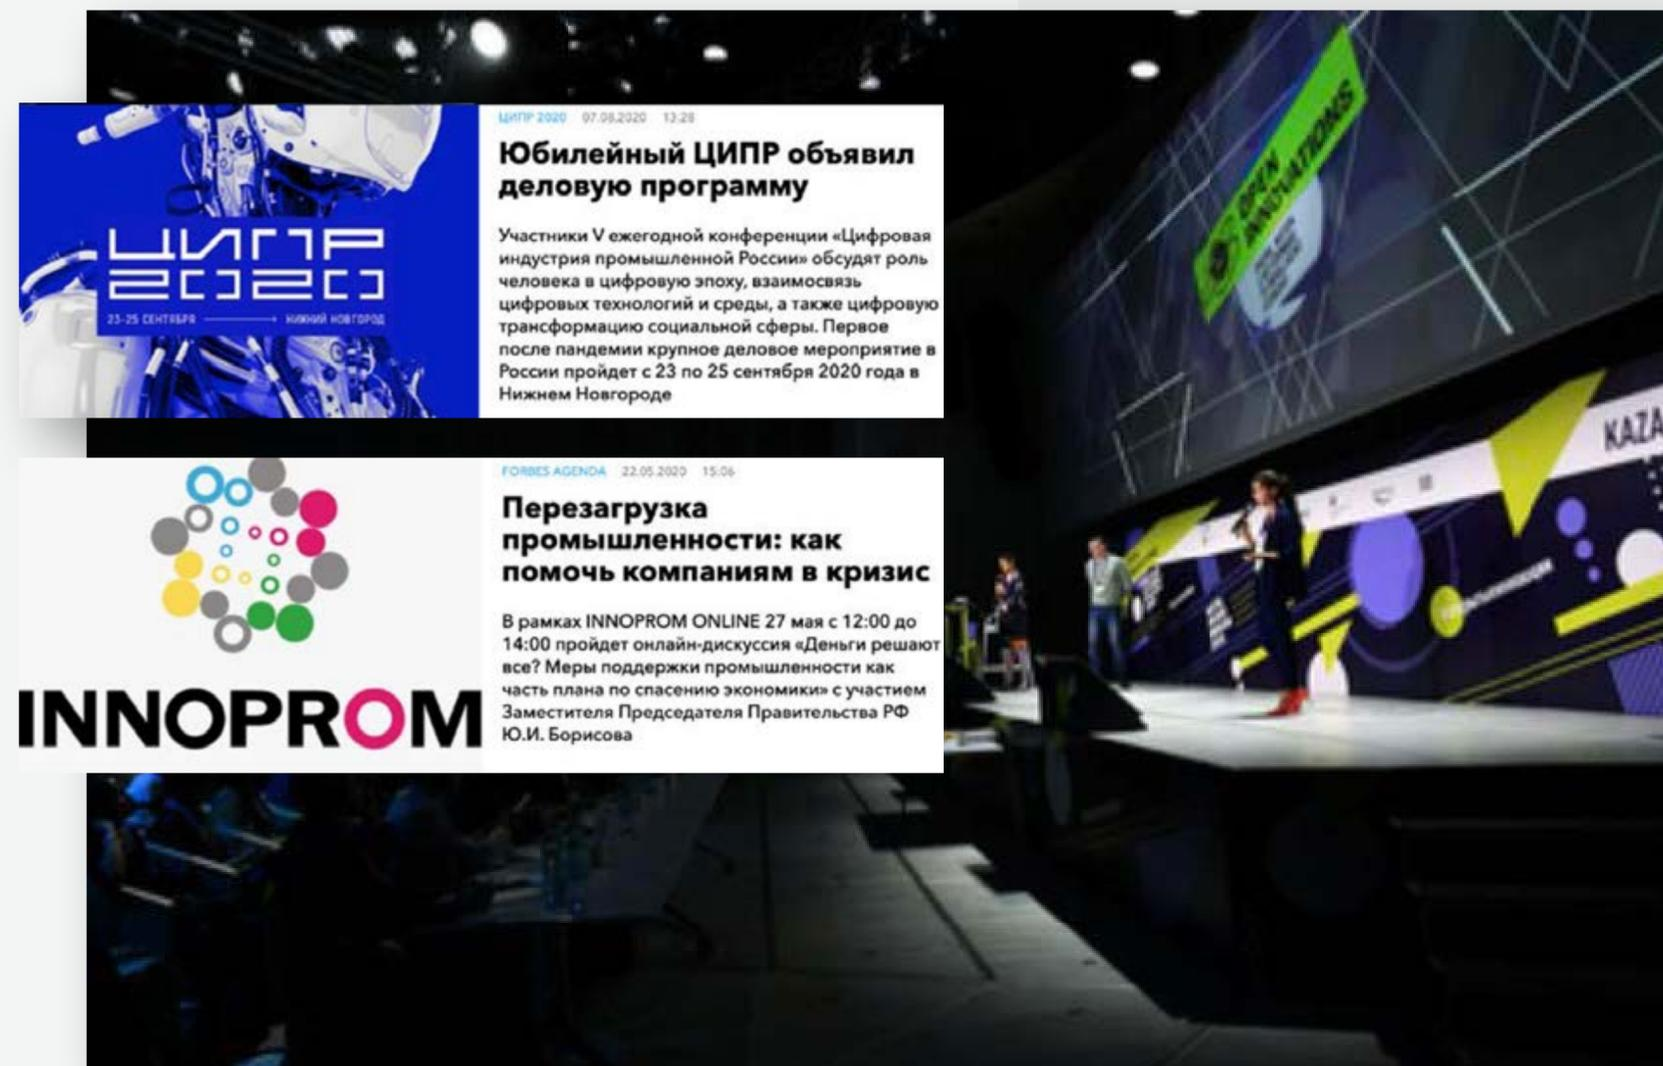 ЦИПР 2020 07.08.2020 13:28
Юбилейный ЦИПР объявил
деловую программу
Участники V ежегодной конференции «Цифровая
индустрия промышленной России» обсудят роль
человека в цифровую эпоху, взаимосвязь
цифровых технологий и среды, а также цифровую
трансформацию социальной сферы. Первое
после пандемии крупное деловое мероприятие в
России пройдет с 23 по 25 сентября 2020 года в
Нижнем Новгороде
ЦИПР
2020
23-25 СЕНТЯБРЯ НИЖНИЙ НОВГОРОД
FORBES AGENDA 22.05.2020 15:06
Перезагрузка
промышленности: как
помочь компаниям в кризис
В рамках INNOPROM ONLINE 27 мая с 12:00 до
14:00 пройдет онлайн-дискуссия «Деньги решают
все? Меры поддержки промышленности как
часть плана по спасению экономики» с участием
Заместителя Председателя Правительства РФ
Ю.И. Борисова
INNOPROM
OPEN
INNOVATIONS
KAZA